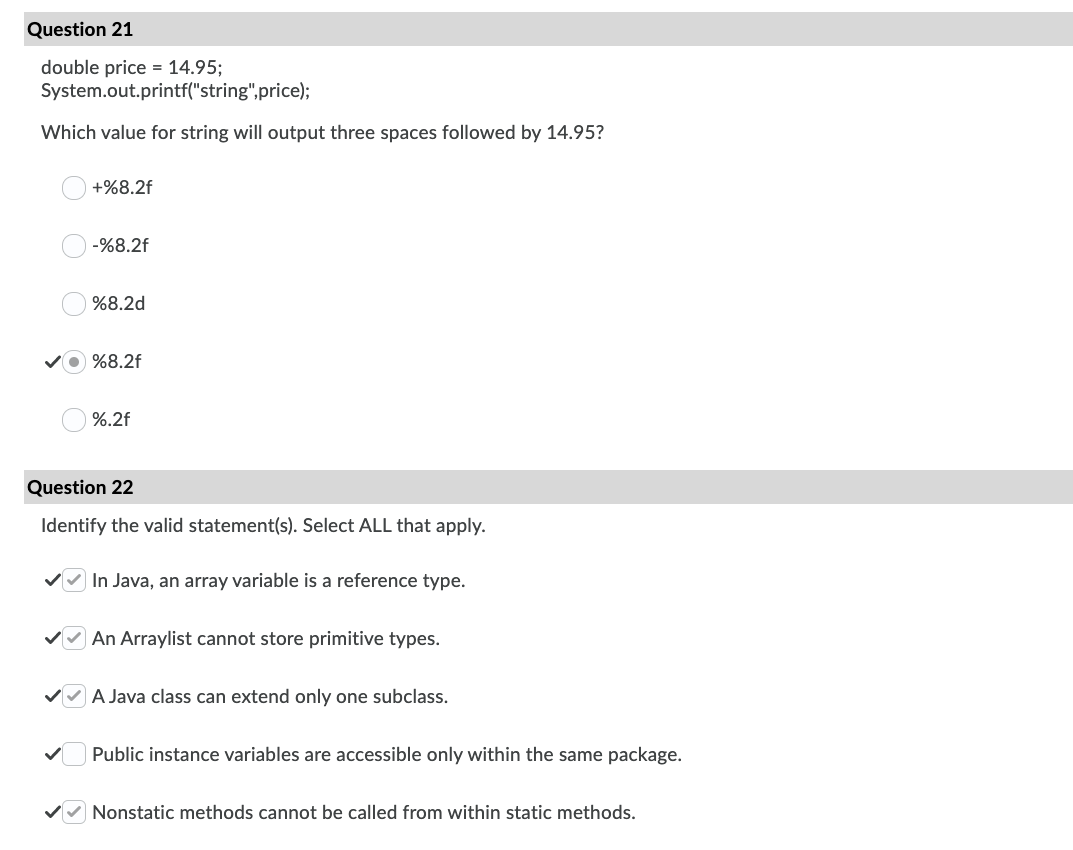 Question 21
double price = 14.95;
System.out.printf("string",price);
Which value for string will output three spaces followed by 14.95?
+%8.2f
-%8.2f
%8.2d
%8.2f
%.2f
Question 22
Identify the valid statement(s). Select ALL that apply.
In Java, an array variable is a reference type.
An Arraylist cannot store primitive types.
A Java class can extend only one subclass.
Public instance variables are accessible only within the same package.
Nonstatic methods cannot be called from within static methods.